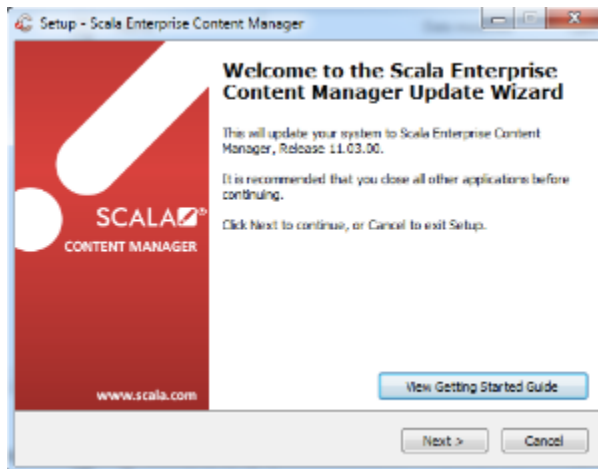 Setup - Scala Enterprise Content Manager
Welcome to the Scala Enterprise
Content Manager Update Wizard
This will update your system to Scala Enterprise Content
Manager, Release 11.03.00.
It is recommended that you close all other applications before
continuing.
Click Next to continue, or Cancel to exit Setup.
SCALA®
CONTENT MANAGER
www.scala.com
View Getting Started Guide
Next >
Cancel